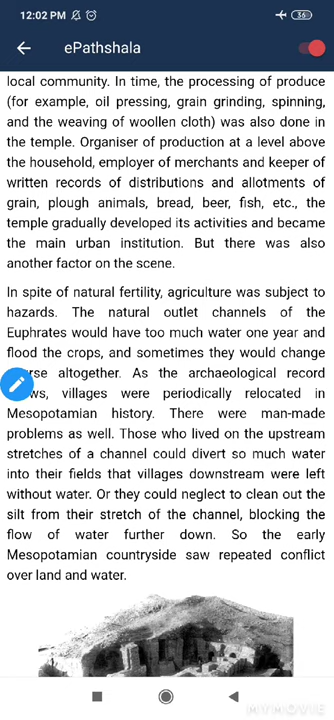 12:02 PM
36
ePathshala
local community. In time, the processing of produce
(for example, oil pressing, grain grinding, spinning,
and the weaving of woollen cloth) was also done in
the temple. Organiser of production at a level above
the household, employer of merchants and keeper of
written records of distributions and allotments of
grain, plough animals, bread, beer, fish, etc., the
temple gradually developed its activities and became
the main urban institution. But there was also
another factor on the scene.
In spite of natural fertility, agriculture was subject to
hazards. The natural outlet channels of the
Euphrates would have too much water one year and
flood the crops, and sometimes they would change
altogether. As the archaeological record
villages were periodically relocated in
Mesopotamian history. There were man-made
problems as well. Those who lived on the upstream
stretches of a channel could divert so much water
into their fields that villages downstream were left
without water. Or they could neglect to clean out the
silt from their stretch of the channel, blocking the
flow of water further down. So the early
Mesopotamian countryside saw repeated conflict
over land and water.
MYMOVIE